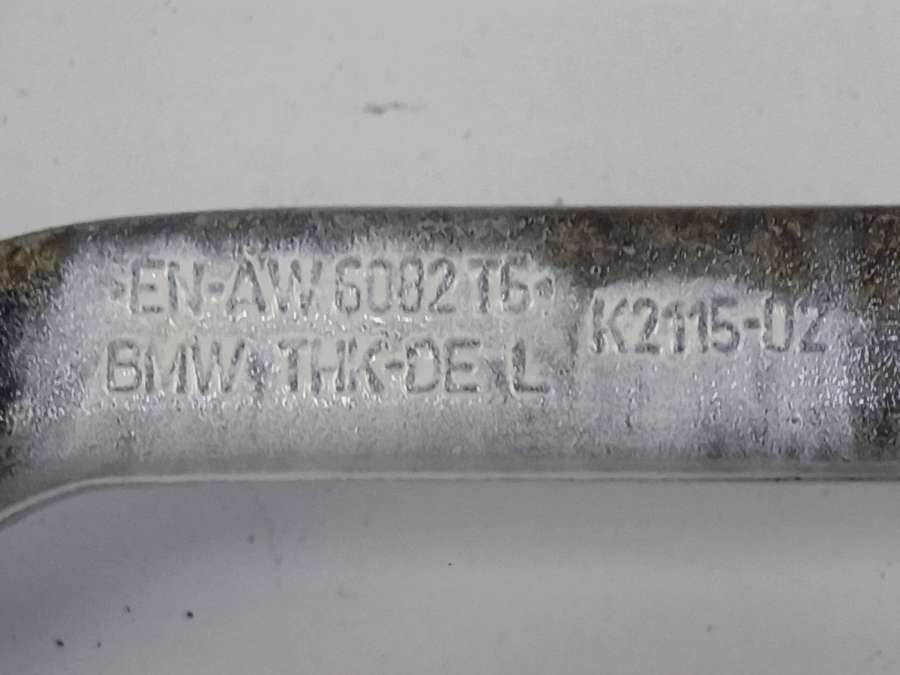 >EN-AW 6082 T6<
BMW THK-DE L
K2115-02